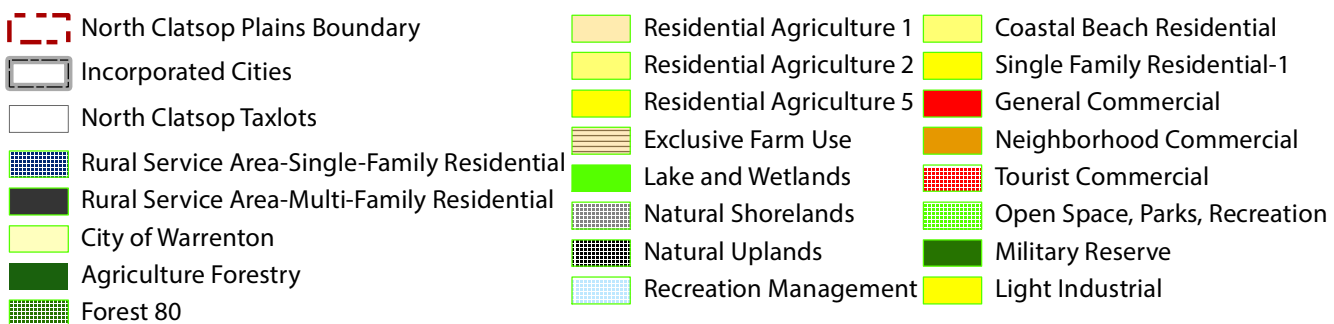 North Clatsop Plains Boundary
Incorporated Cities
North Clatsop Taxlots
Rural Service Area-Single-Family Residential
Rural Service Area-Multi-Family Residential
City of Warrenton
Agriculture Forestry
Forest 80
Residential Agriculture 1
Residential Agriculture 2
Residential Agriculture 5
Exclusive Farm Use
Lake and Wetlands
Natural Shorelands
Natural Uplands
Recreation Management
Coastal Beach Residential
Single Family Residential-1
General Commercial
Neighborhood Commercial
Tourist Commercial
Open Space, Parks, Recreation
Military Reserve
Light Industrial